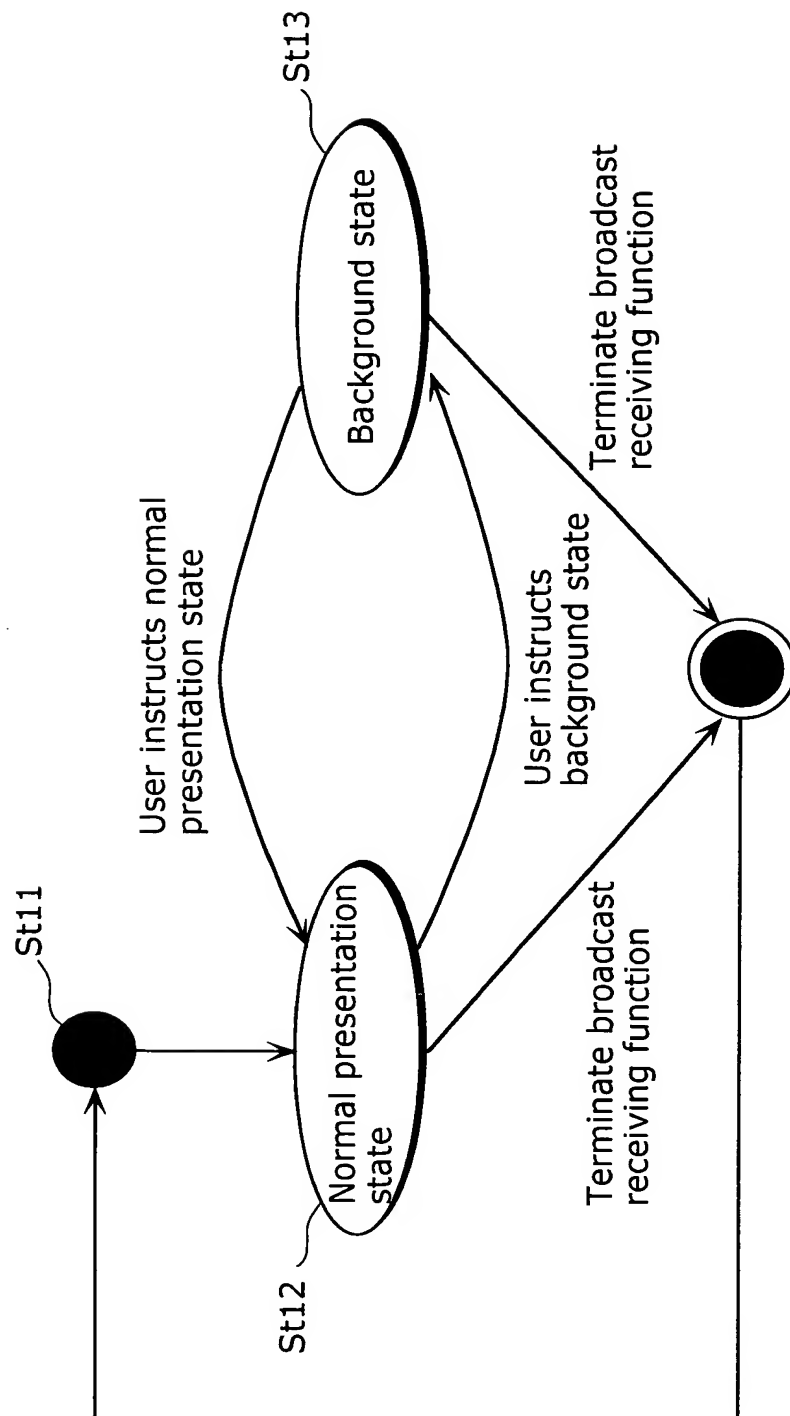 St11
User instructs normal
presentation state
St13
St12
Normal presentation
state
Background state
User instructs
background state
Terminate broadcast
receiving function
Terminate broadcast
receiving function